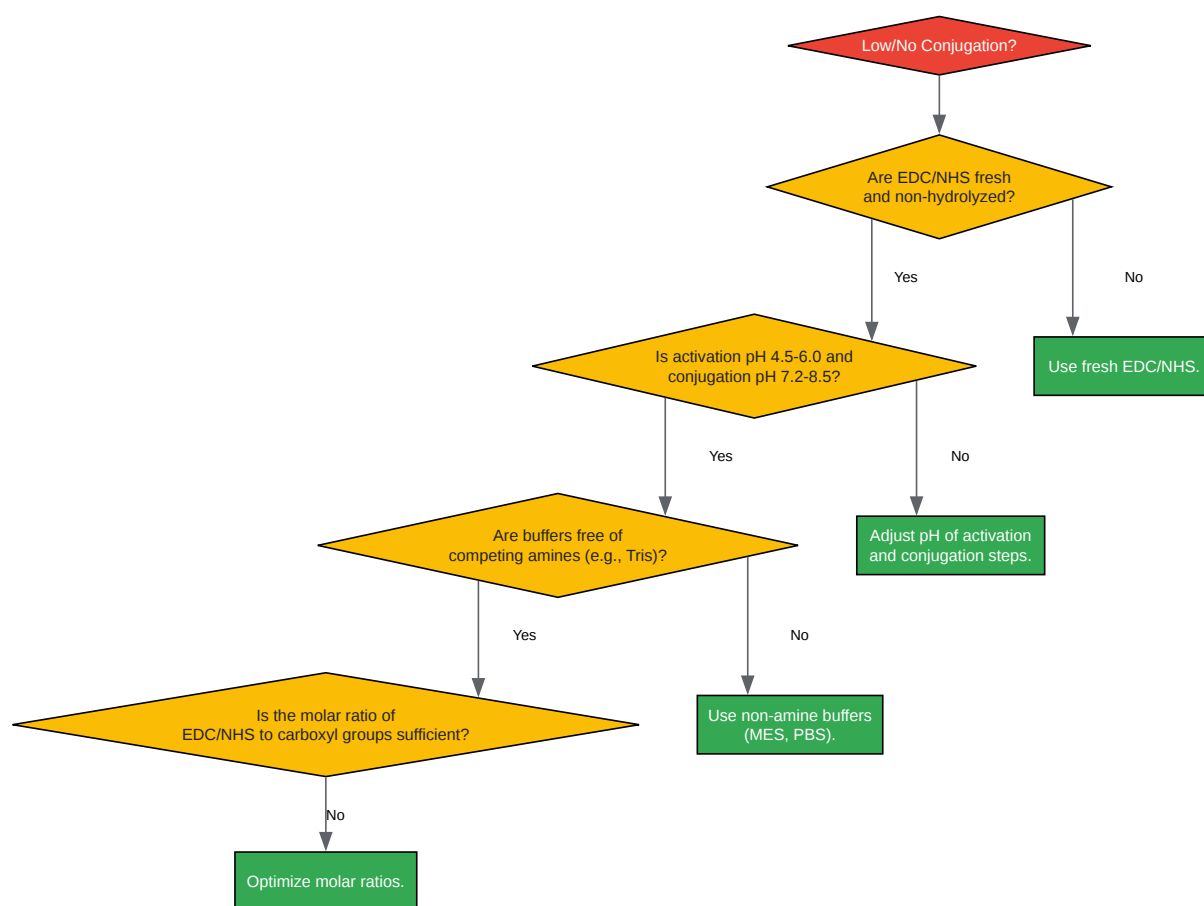 Low/No Conjugation?
Are EDC/NHS fresh
and non-hydrolyzed?
Yes
No
Is activation pH 4.5-6.0 and
conjugation pH 7.2-8.5?
Use fresh EDC/NHS.
Yes
No
Are buffers free of
competing amines (e.g., Tris)?
Adjust pH of activation
and conjugation steps.
Yes
No
Is the molar ratio of
EDC/NHS to carboxyl groups sufficient?
Use non-amine buffers
(MES, PBS).
No
Optimize molar ratios.